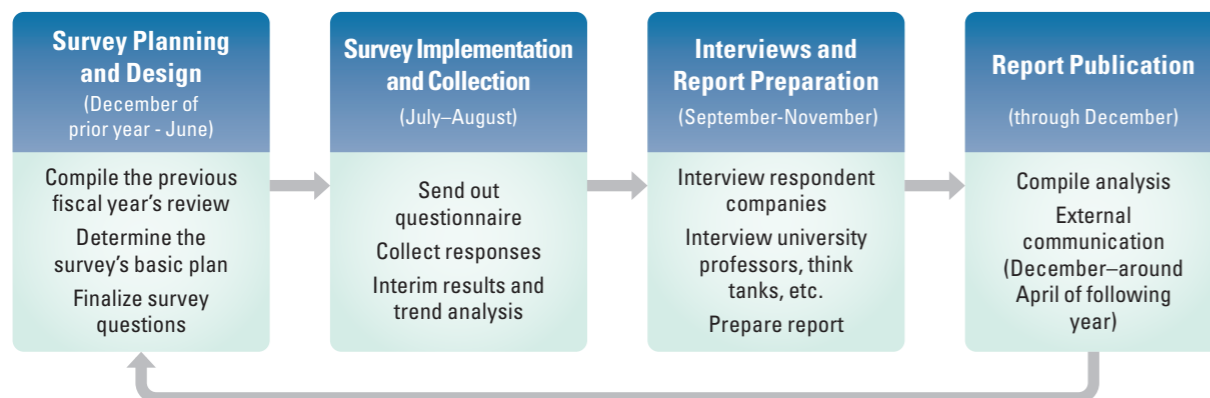 Survey Planning
and Design
(December of
prior year - June)
Compile the previous
fiscal year's review
Determine the
survey's basic plan
Finalize survey
questions
Survey Implementation
and Collection
(July–August)
Send out
questionnaire
Collect responses
Interim results and
trend analysis
Interviews and
Report Preparation
(September-November)
Interview respondent
companies
Interview university
professors, think
tanks, etc.
Prepare report
Report Publication
(through December)
Compile analysis
External
communication
(December–around
April of following
year)